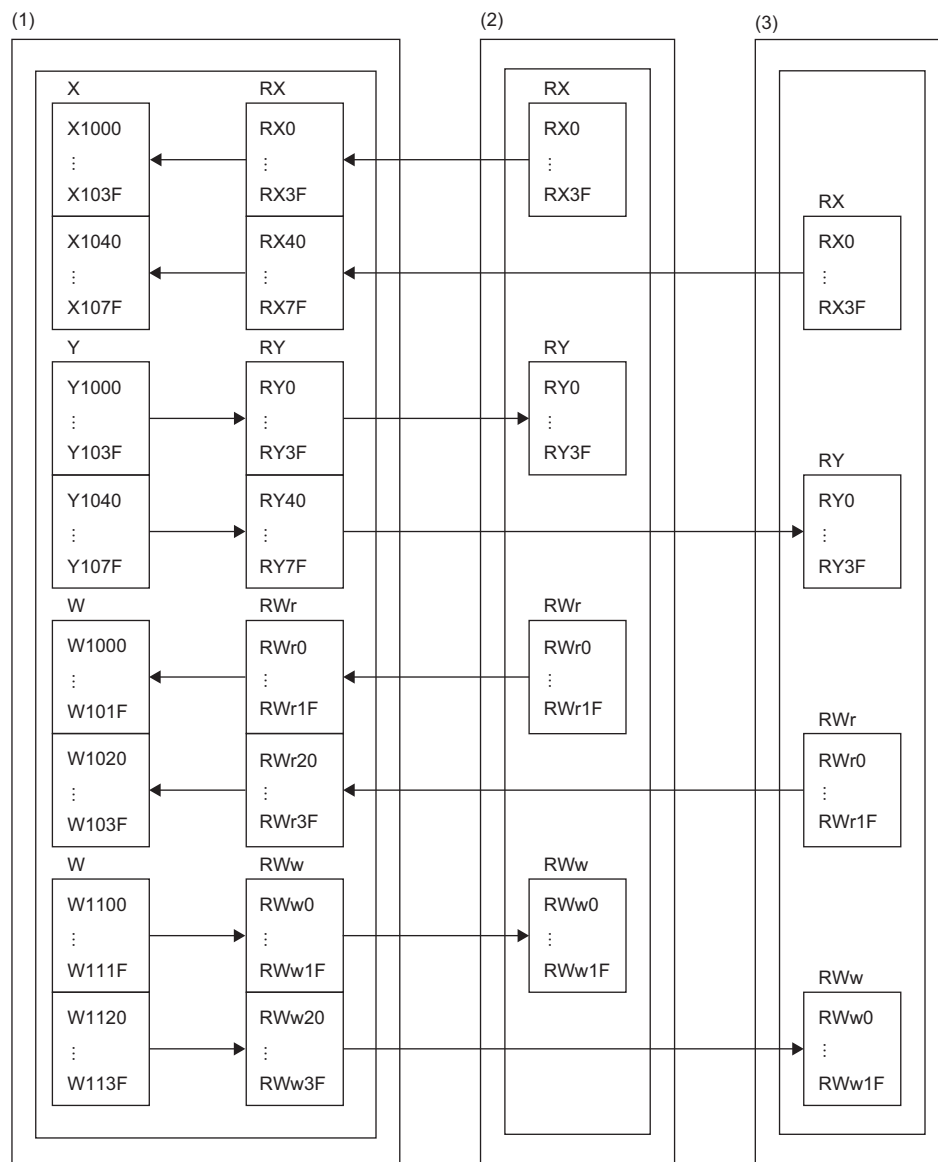 (1)
(2)
(3)
X
RX
RX
X1000
⋮
X103F
RX0
⋮
RX3F
RX0
⋮
RX3F
RX
X1040
⋮
X107F
RX40
⋮
RX7F
RX0
⋮
RX3F
Y
RY
RY
Y1000
⋮
Y103F
RY0
⋮
RY3F
RY0
⋮
RY3F
RY
Y1040
⋮
Y107F
RY40
⋮
RY7F
RY0
⋮
RY3F
W
RWr
RWr
W1000
⋮
W101F
RWr0
⋮
RWr1F
RWr0
⋮
RWr1F
RWr
W1020
⋮
W103F
RWr20
⋮
RWr3F
RWr0
⋮
RWr1F
W
RWw
RWw
W1100
⋮
W111F
RWw0
⋮
RWw1F
RWw0
⋮
RWw1F
RWw
W1120
⋮
W113F
RWw20
⋮
RWw3F
RWw0
⋮
RWw1F